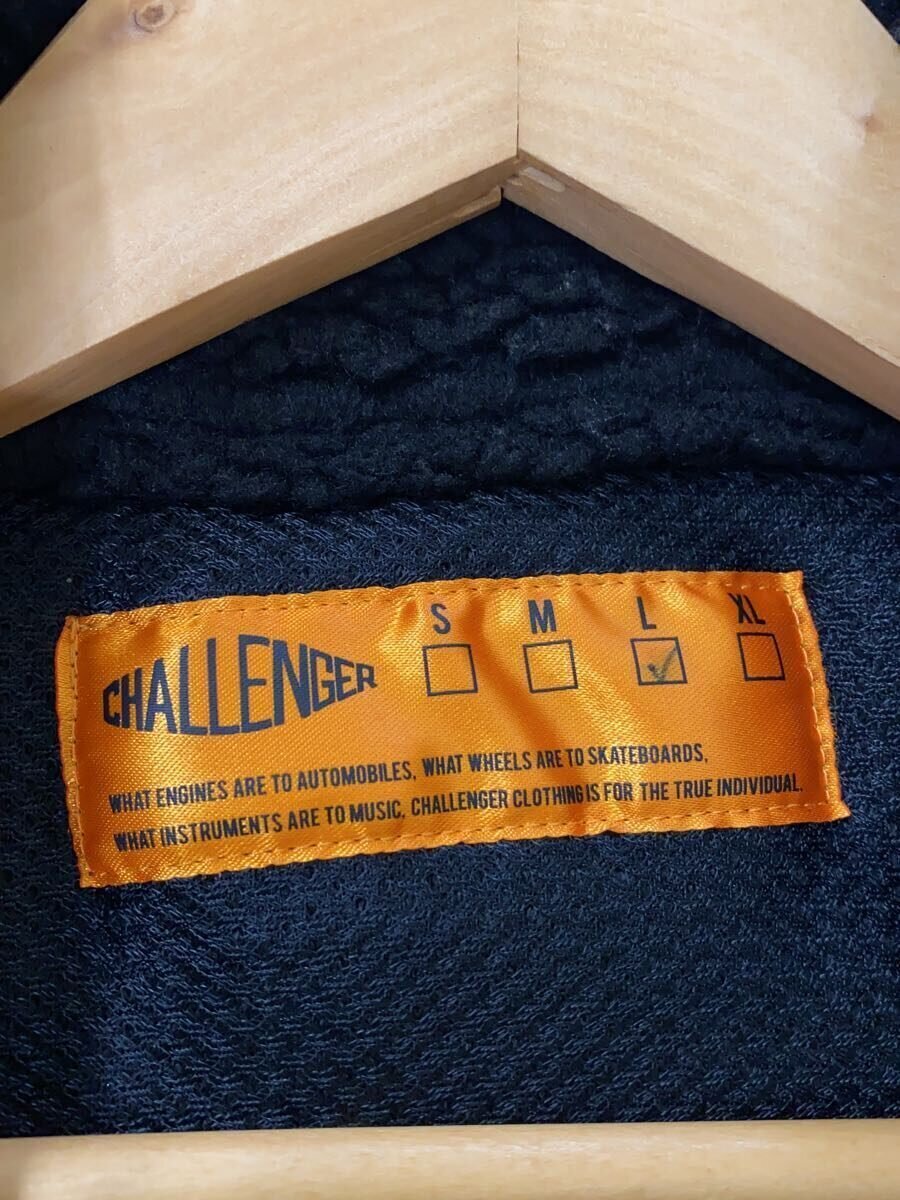 S M L XL
CHALLENGER
WHAT ENGINES ARE TO AUTOMOBILES, WHAT WHEELS ARE TO SKATEBOARDS,
WHAT INSTRUMENTS ARE TO MUSIC, CHALLENGER CLOTHING IS FOR THE TRUE INDIVIDUAL.